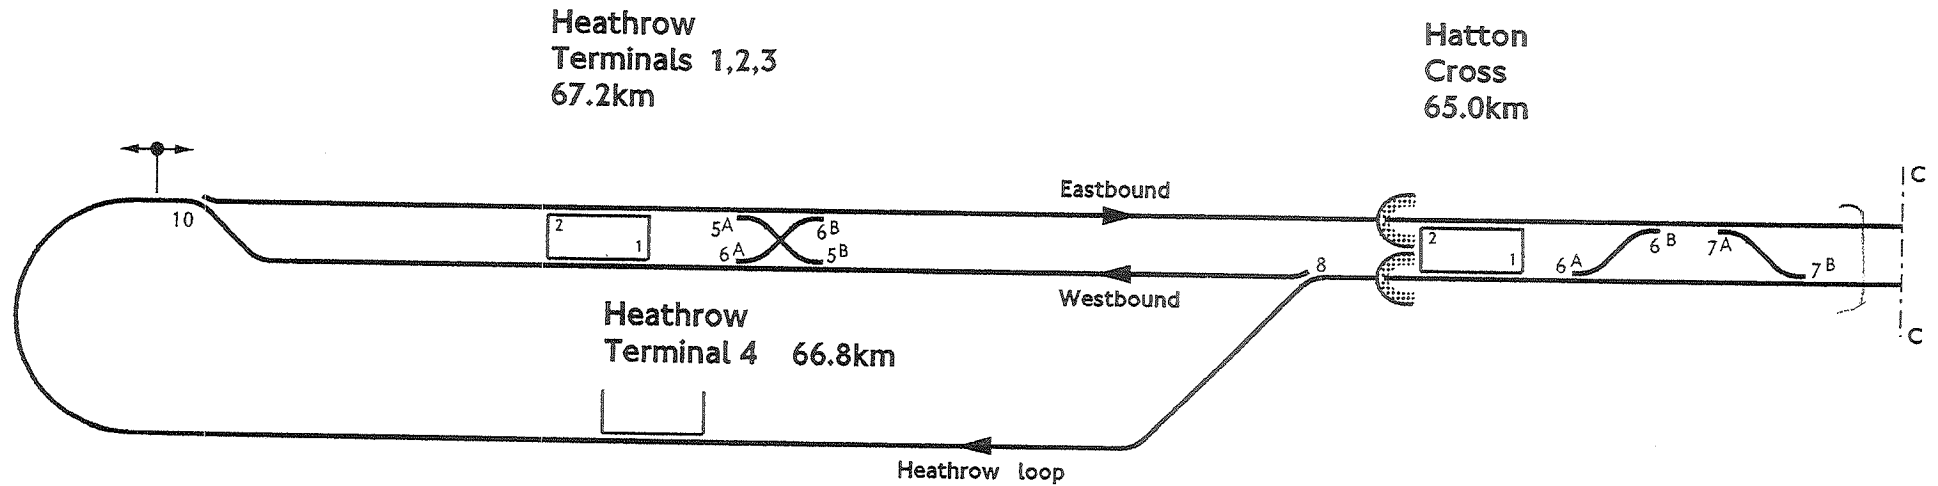 Heathrow
Terminals 1,2,3
67.2km
Hatton
Cross
65.0km
C
Eastbound
10
2
1
5A
6B
6A
5B
8
2
1
6A
6B
7A
7B
Westbound
C
Heathrow
Terminal 4 66.8km
Heathrow loop